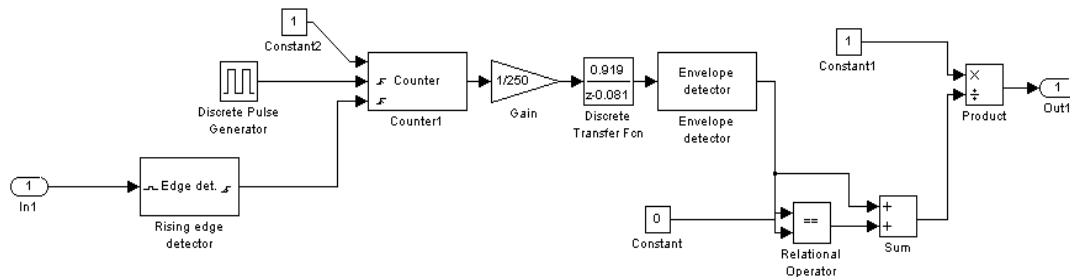 1
Constant2
Discrete Pulse
Generator
Counter
Counter1
1/250
Gain
0.919
z-0.081
Discrete
Transfer Fcn
Envelope
detector
Envelope
detector
1
Constant1
×
÷
Product
1
Out1
1
In1
Edge det.
Rising edge
detector
0
Constant
==
Relational
Operator
+
+
Sum